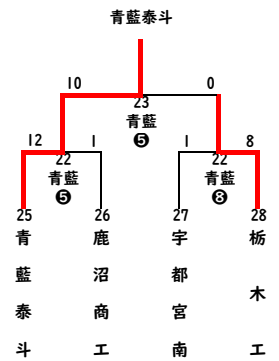 青藍泰斗
10 0
23
青藍
❺
12 1 1 8
22 22
青藍 青藍
❺ ❽
25 26 27 28
青藍泰斗
鹿沼商工
宇都宮南
栃木工